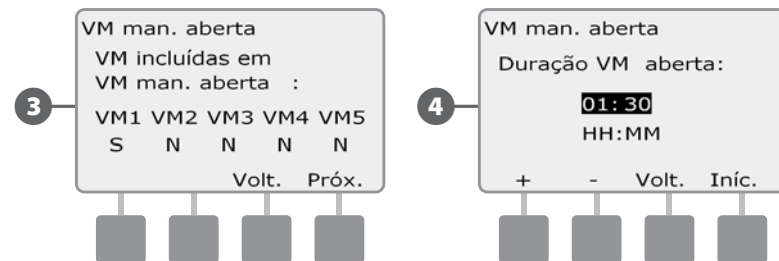 3
VM man. aberta
VM incluídas em
VM man. aberta :
VM1 VM2 VM3 VM4 VM5
S N N N N
Volt. Próx.
4
VM man. aberta
Duração VM aberta:
01:30
HH:MM
+ - Volt. Iníc.